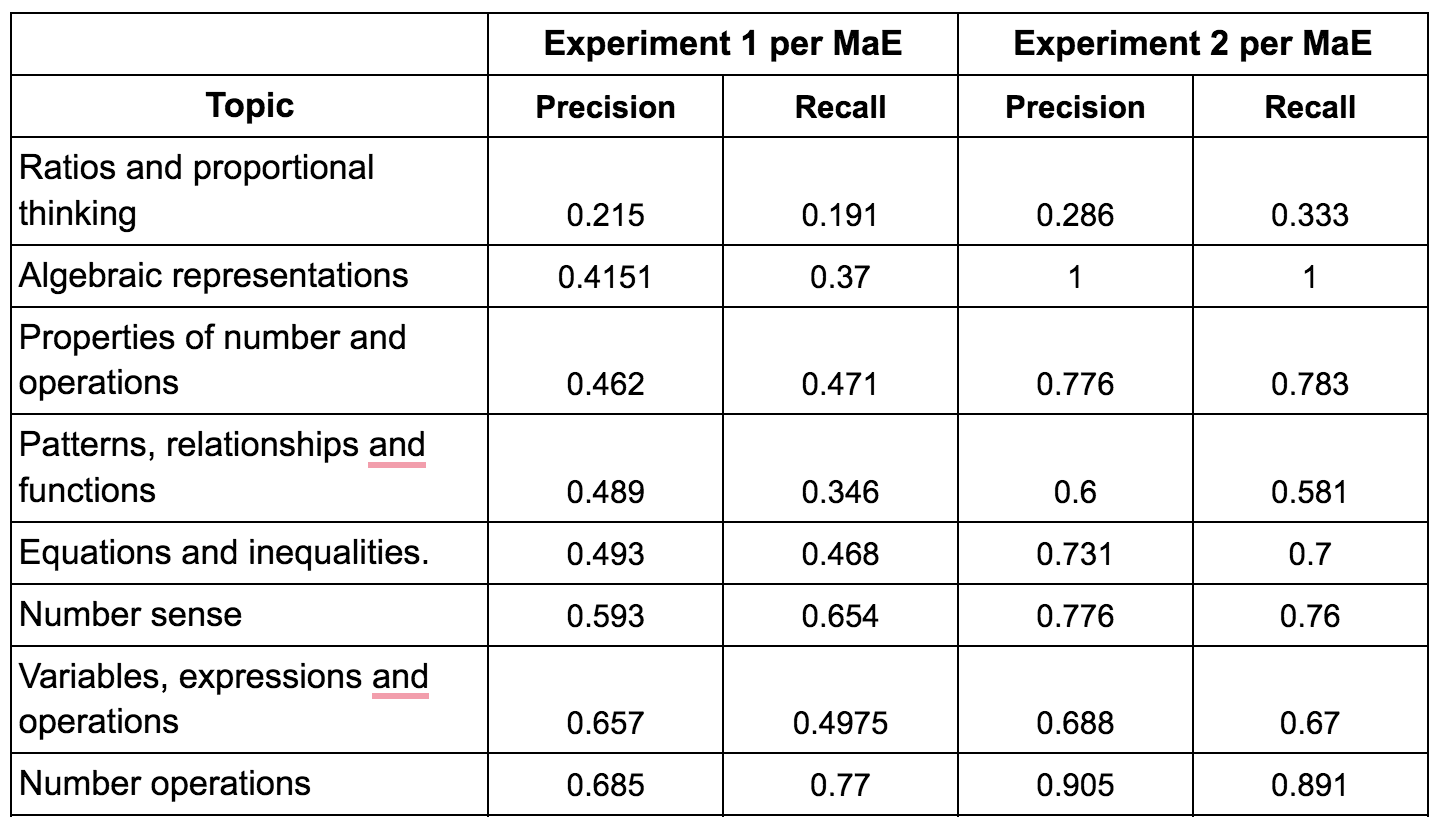 Experiment 1 per MaE Experiment 2 per MaE
Topic Precision Recall Precision Recall
Ratios and proportional
thinking 0.215 0.191 0.286 0.333
Algebraic representations 0.4151 0.37 1 1
Properties of number and
operations 0.462 0.471 0.776 0.783
Patterns, relationships and
functions 0.489 0.346 0.6 0.581
Equations and inequalities. 0.493 0.468 0.731 0.7
Number sense 0.593 0.654 0.776 0.76
Variables, expressions and
operations 0.657 0.4975 0.688 0.67
Number operations 0.685 0.77 0.905 0.891